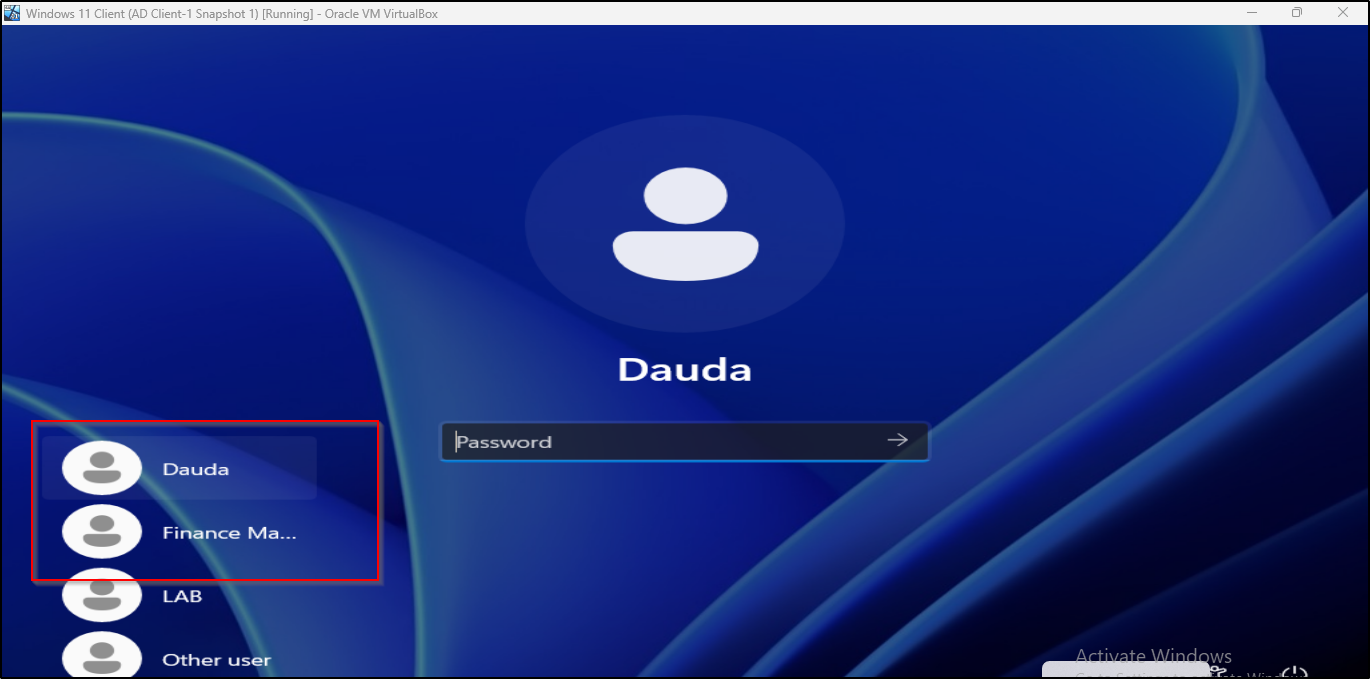 Windows 11 Client (AD Client-1 Snapshot 1) [Running] - Oracle VM VirtualBox
Dauda
Password
Dauda
Finance Ma...
LAB
Other user
Activate Windows